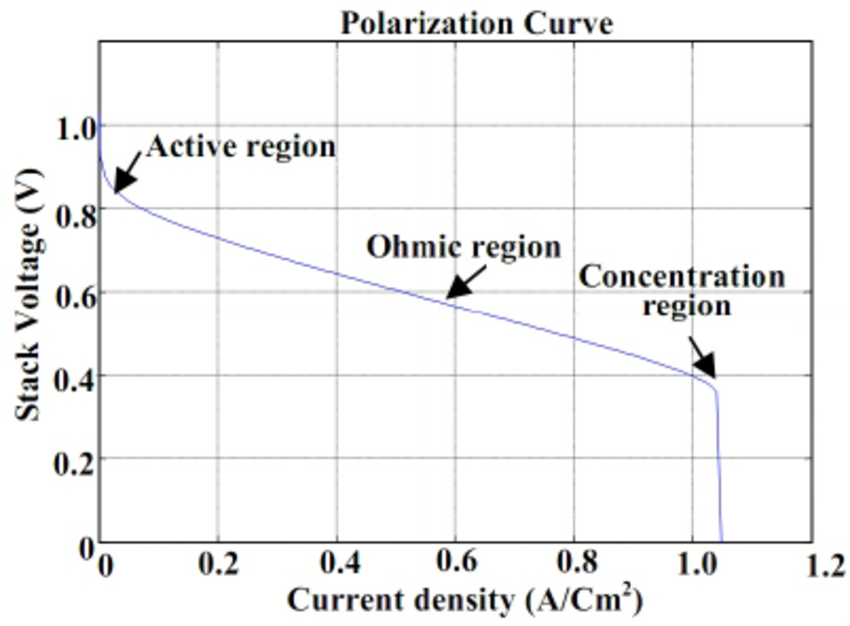 Polarization Curve
Stack Voltage (V)
1.0
0.8
0.6
0.4
0.2
0
Active region
Ohmic region
Concentration
region
0
0.2
0.4
0.6
0.8
1.0
1.2
Current density (A/Cm²)